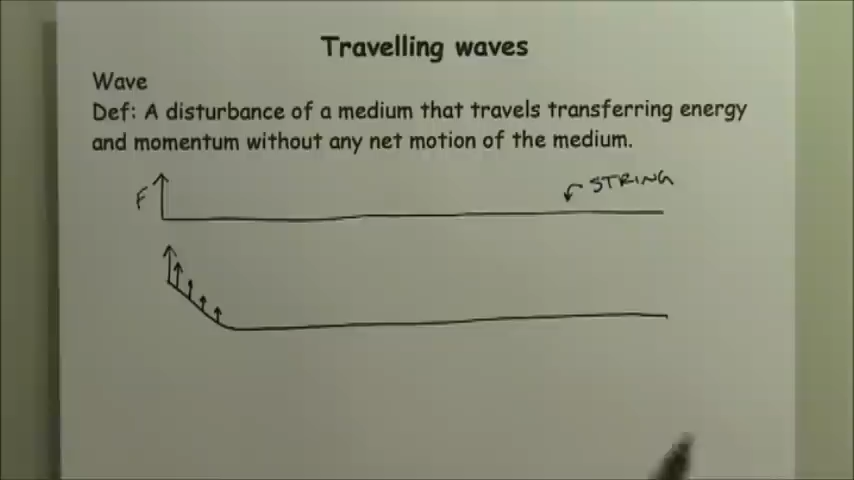 Travelling waves
Wave
Def: A disturbance of a medium that travels transferring energy
and momentum without any net motion of the medium.
STRING
F